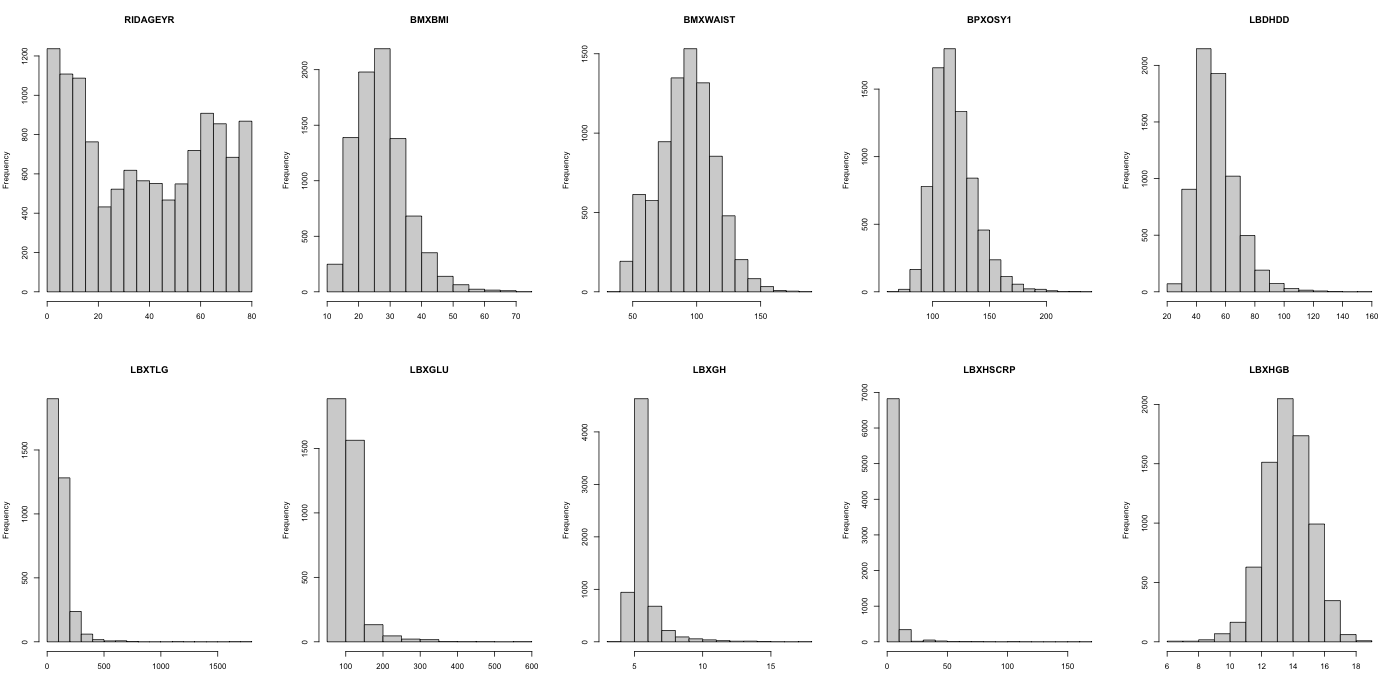 RIDAGEYR
BMXBMI
BMXWAIST
BPXOSY1
LBDHDD
Frequency
0 200 400 600 800 1000 1200
0 20 40 60 80
Frequency
0 500 1000 1500 2000
10 20 30 40 50 60 70
Frequency
0 500 1000 1500
50 100 150
Frequency
0 500 1000 1500
100 150 200
Frequency
0 500 1000 1500 2000
20 40 60 80 100 120 140 160
LBXTLG
LBXGLU
LBXGH
LBXHSCRP
LBXHGB
Frequency
0 500 1000 1500
0 500 1000 1500
Frequency
0 500 1000 1500
100 200 300 400 500 600
Frequency
0 1000 2000 3000 4000
5 10 15
Frequency
0 1000 2000 3000 4000 5000 6000 7000
0 50 100 150
Frequency
0 500 1000 1500 2000
6 8 10 12 14 16 18